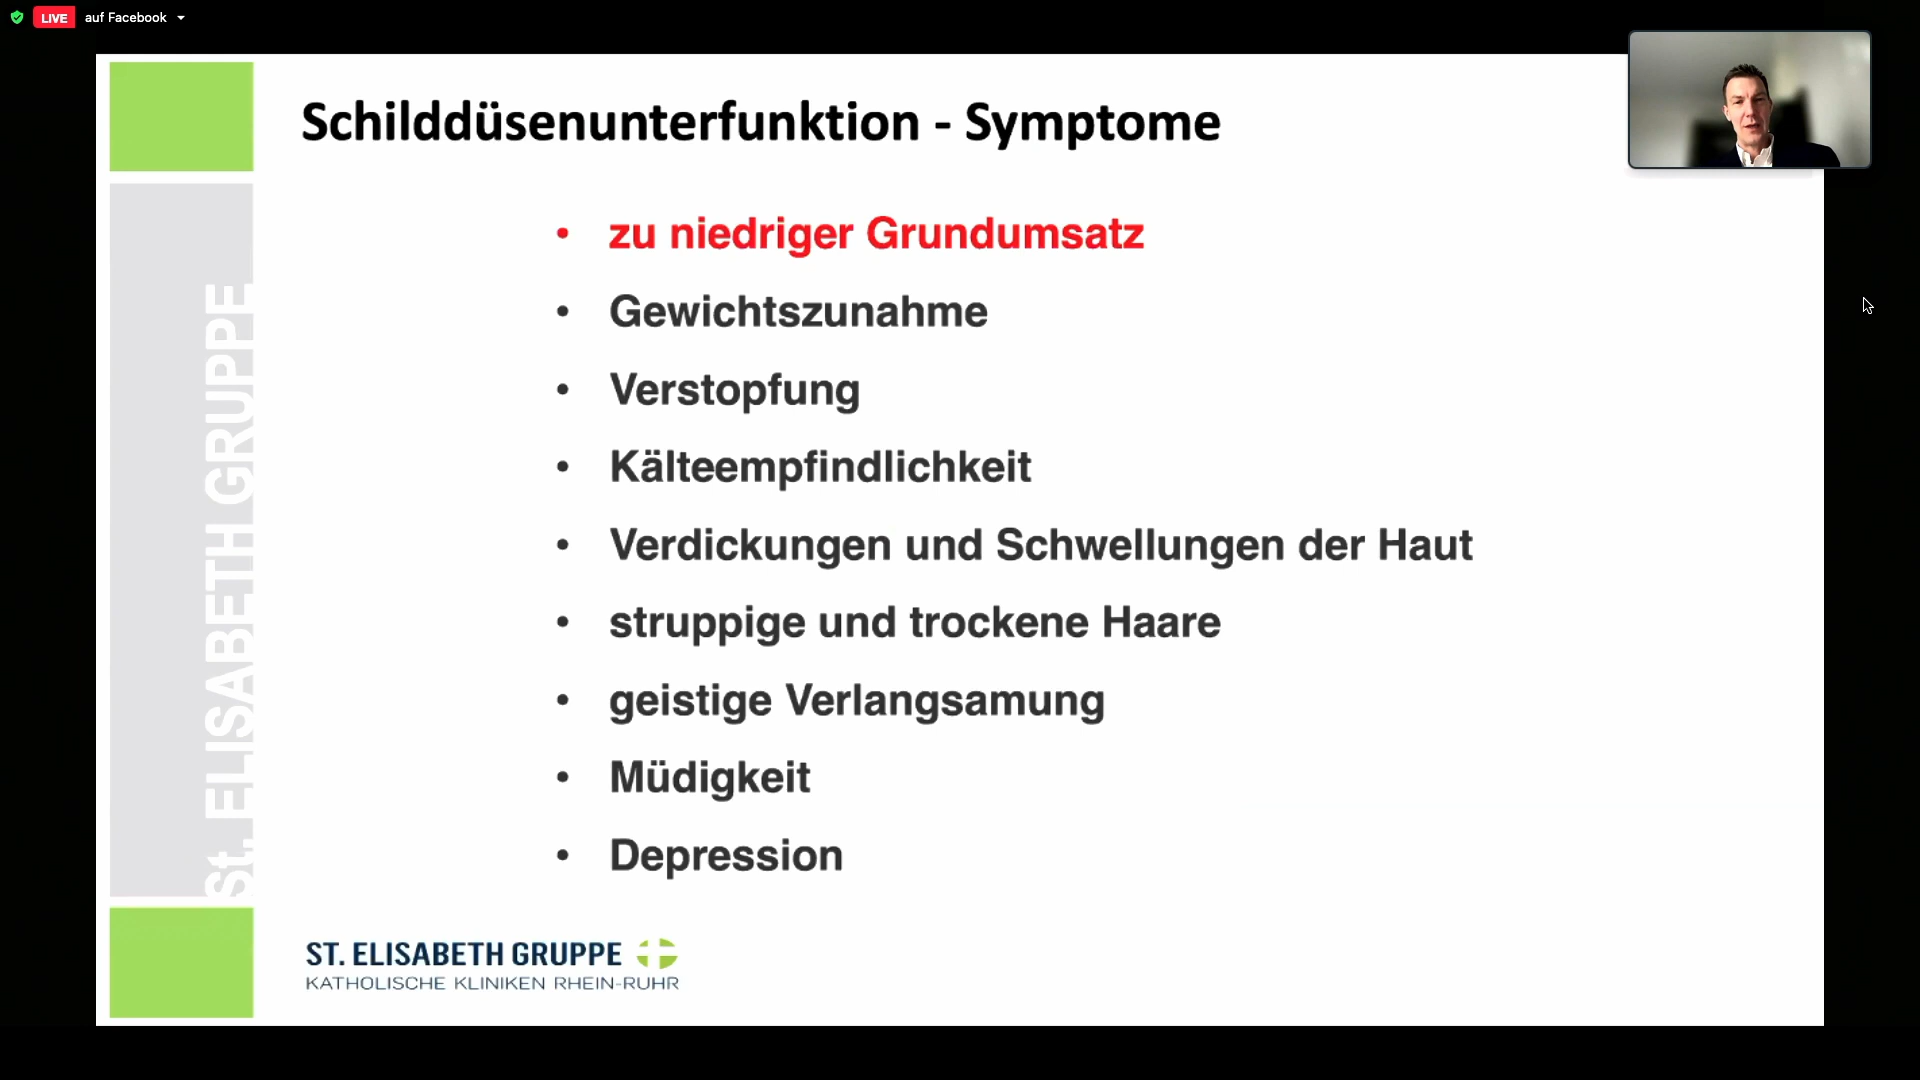 LIVE auf Facebook
Schilddüsenunterfunktion - Symptome
• zu niedriger Grundumsatz
• Gewichtszunahme
• Verstopfung
• Kälteempfindlichkeit
• Verdickungen und Schwellungen der Haut
• struppige und trockene Haare
• geistige Verlangsamung
• Müdigkeit
• Depression
St. ELISABETH GRUPPE
ST. ELISABETH GRUPPE
KATHOLISCHE KLINIKEN RHEIN-RUHR